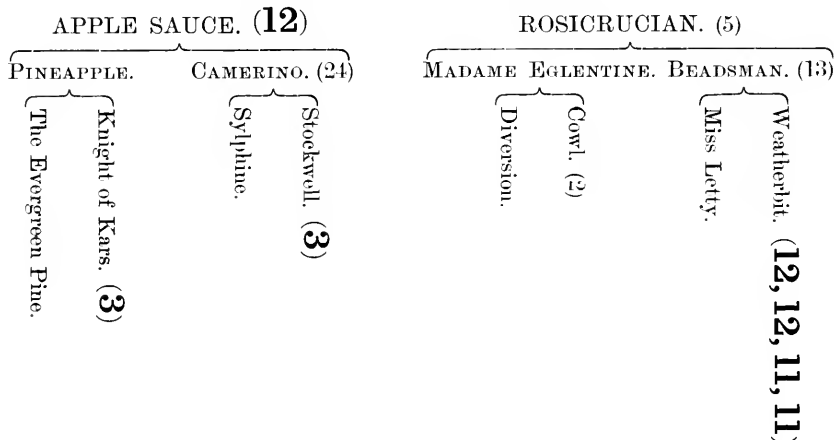 APPLE SAUCE. (12)
PINEAPPLE. CAMERINO. (24)
The Evergreen Pine.
Knight of Kars. (3)
Sylphine.
Stockwell. (3)
ROSICRUCIAN. (5)
MADAME EGLENTINE. BEADSMAN. (13)
Diversion.
Cowl. (2)
Miss Letty.
Weatherbit. (12, 12, 11, 11)